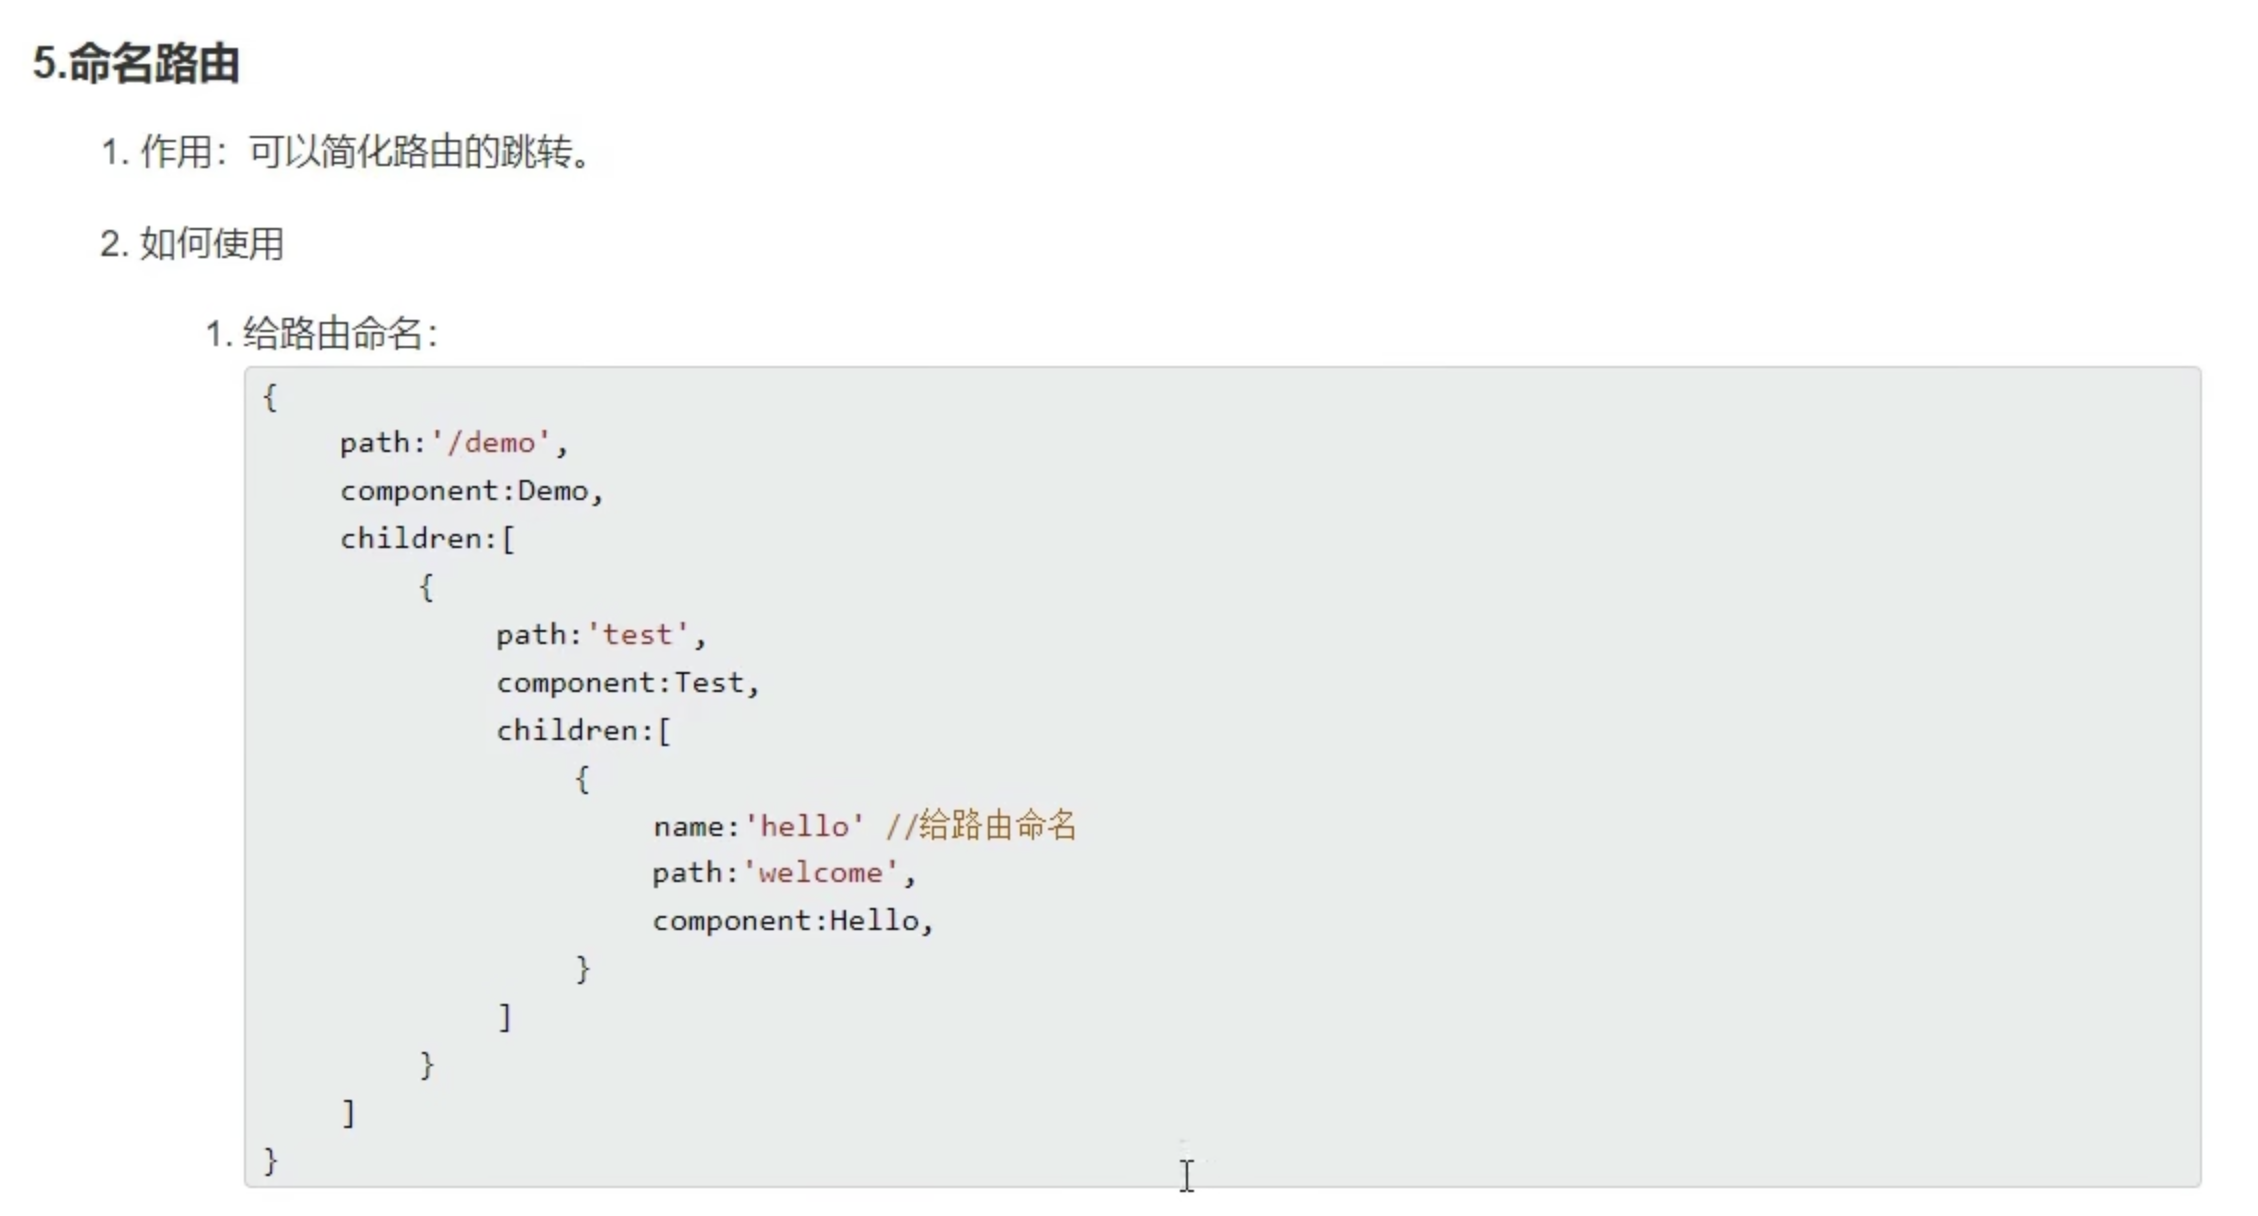 5.命名路由
1. 作用：可以简化路由的跳转。
2. 如何使用
1. 给路由命名：
{
path:'/demo',
component:Demo,
children:[
{
path:'test',
component:Test,
children:[
{
name:'hello' //给路由命名
path:'welcome',
component:Hello,
}
]
}
]
}